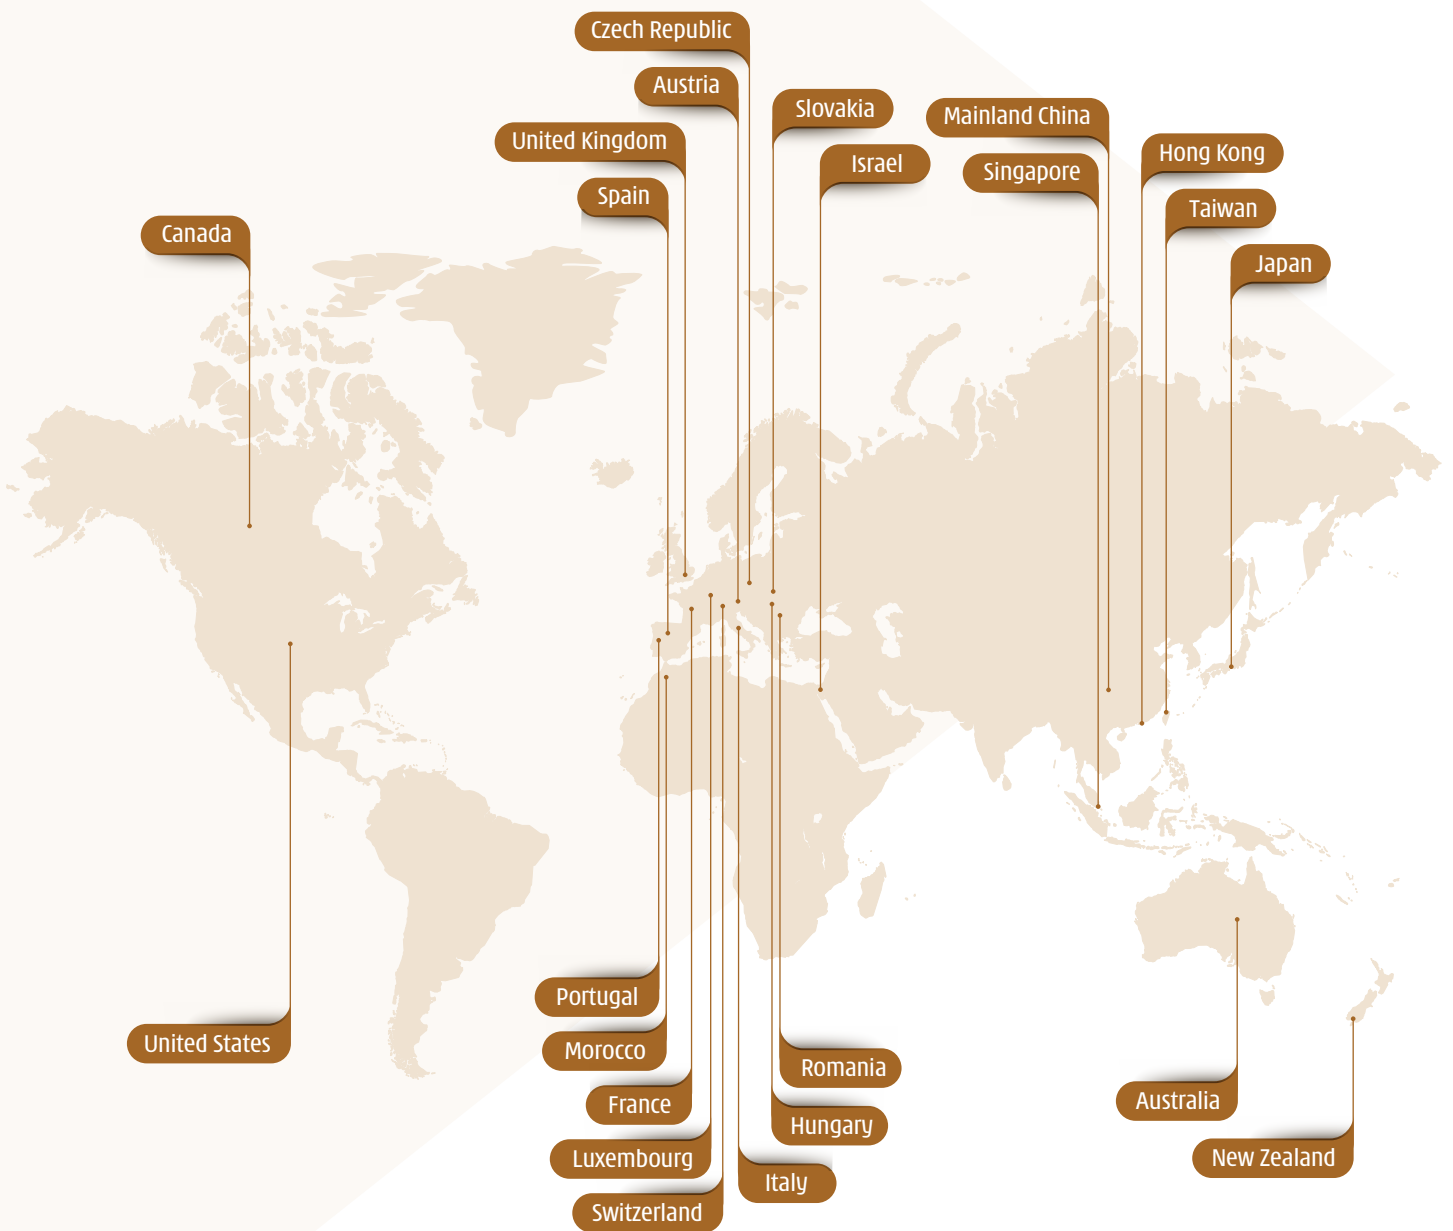 Czech Republic
Austria
Slovakia
Mainland China
United Kingdom
Hong Kong
Israel
Singapore
Spain
Taiwan
Canada
Japan
Portugal
United States
Morocco
Romania
France
Australia
Hungary
Luxembourg
New Zealand
Italy
Switzerland